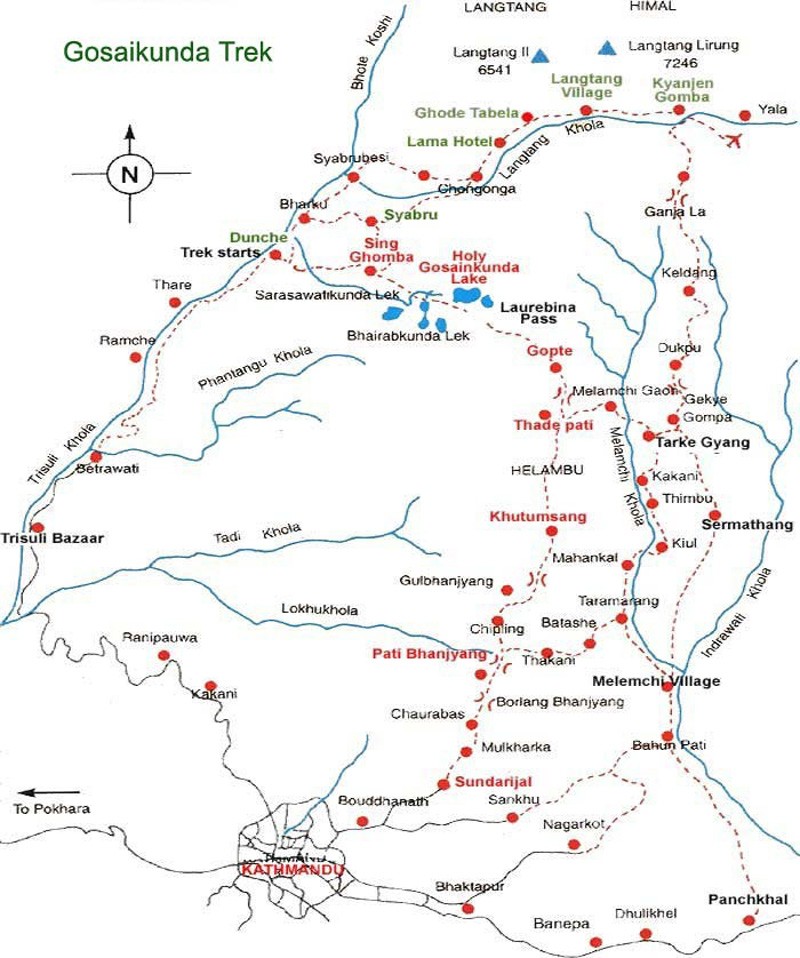 LANGTANG HIMAL
Gosaikunda Trek
Bhote Koshi
Langtang II
6541
Langtang Lirung
7246
Langtang
Village
Kyanjen
Gomba
Ghode Tabela
Yala
Lama Hotel
Langtang Khola
Syabrubesi
N
Chongonga
Bharku
Syabru
Ganja La
Dunche
Trek starts
Sing
Ghomba
Holy
Gosainkunda
Lake
Keldang
Thare
Sarasawatikunda Lek
Laurebina
Pass
Ramche
Bhairabkunda Lek
Gopte
Dukpu
Phantangu Khola
Melamchi Gaon
Gekye
Gompa
Thade pati
Tarke Gyang
Trisuli Khola
Betrawati
HELAMBU
Melamchi Khola
Kakani
Thimbu
Khutumsang
Sermathang
Trisuli Bazaar
Tadi Khola
Kiul
Mahankal
Gulbhanjyang
Taramarang
Lokhukhola
Indrawati Khola
Chipling
Batashe
Ranipauwa
Pati Bhanjyang
Thakani
Melemchi Village
Kakani
Borlang Bhanjyang
Chaurabas
Mulkharka
Bahun Pati
Sundarijal
To Pokhara
Bouddhanath
Sankhu
Nagarkot
KATHMANDU
Bhaktapur
Panchkhal
Banepa
Dhulikhel